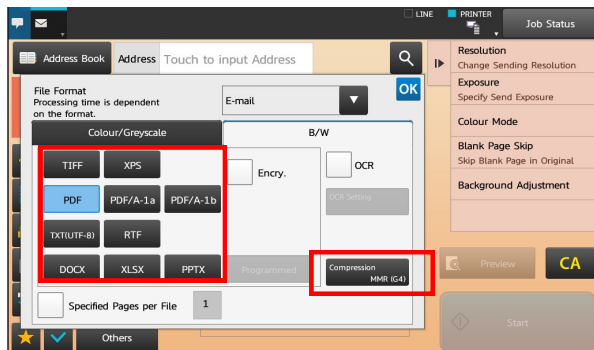 LINE
PRINTER
Job Status
Address Book
Address
Touch to input Address
Resolution
Change Sending Resolution
Exposure
Specify Send Exposure
Colour Mode
Blank Page Skip
Skip Blank Page in Original
Background Adjustment
File Format
Processing time is dependent
on the format.
E-mail
OK
Colour/Greyscale
B/W
TIFF
XPS
PDF
PDF/A-1a
PDF/A-1b
TXT(UTF-8)
RTF
DOCX
XLSX
PPTX
Encry.
OCR
OCR Setting
Programmed
Compression
MMR (G4)
Specified Pages per File
1
Preview
CA
Start
Others